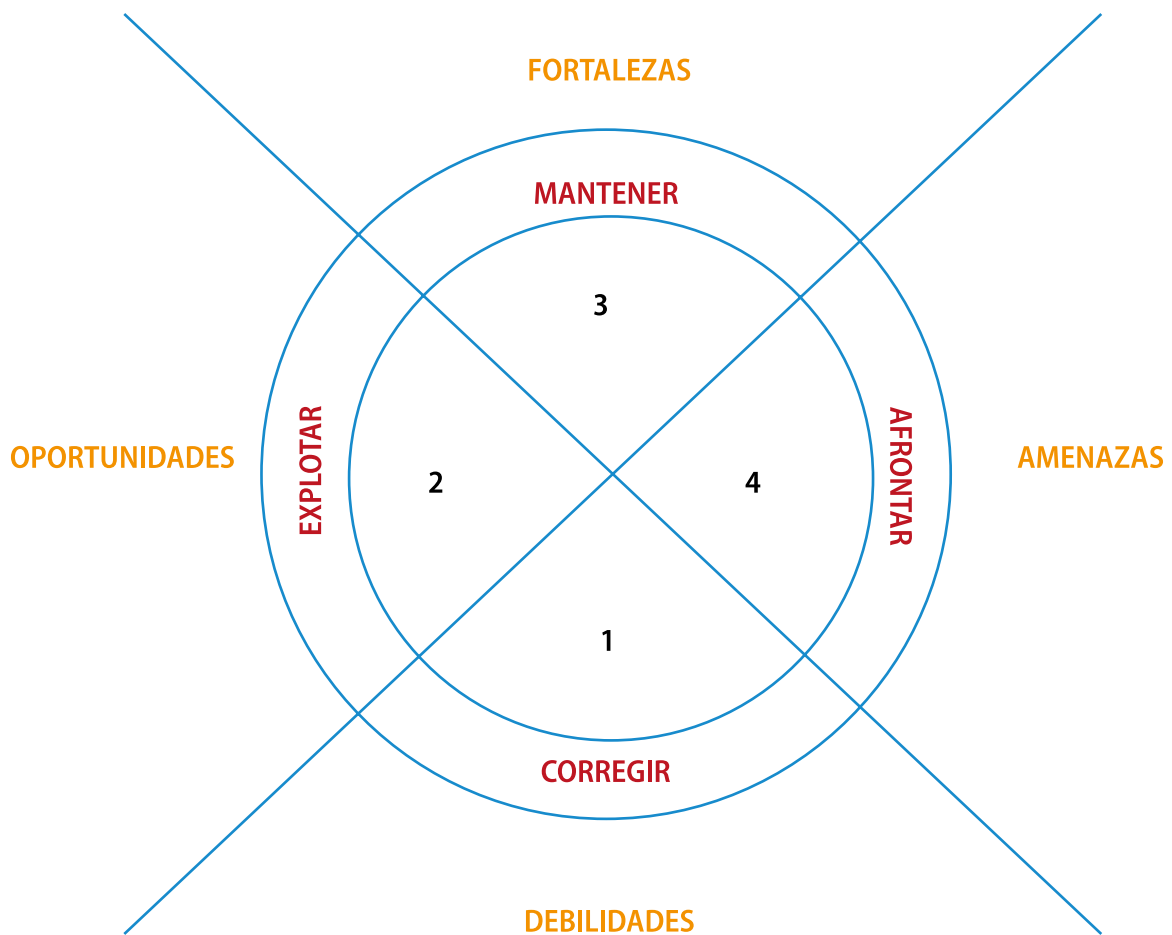 FORTALEZAS
MANTENER
3
OPORTUNIDADES
EXPLOTAR
2
4
AFRONTAR
AMENAZAS
1
CORREGIR
DEBILIDADES